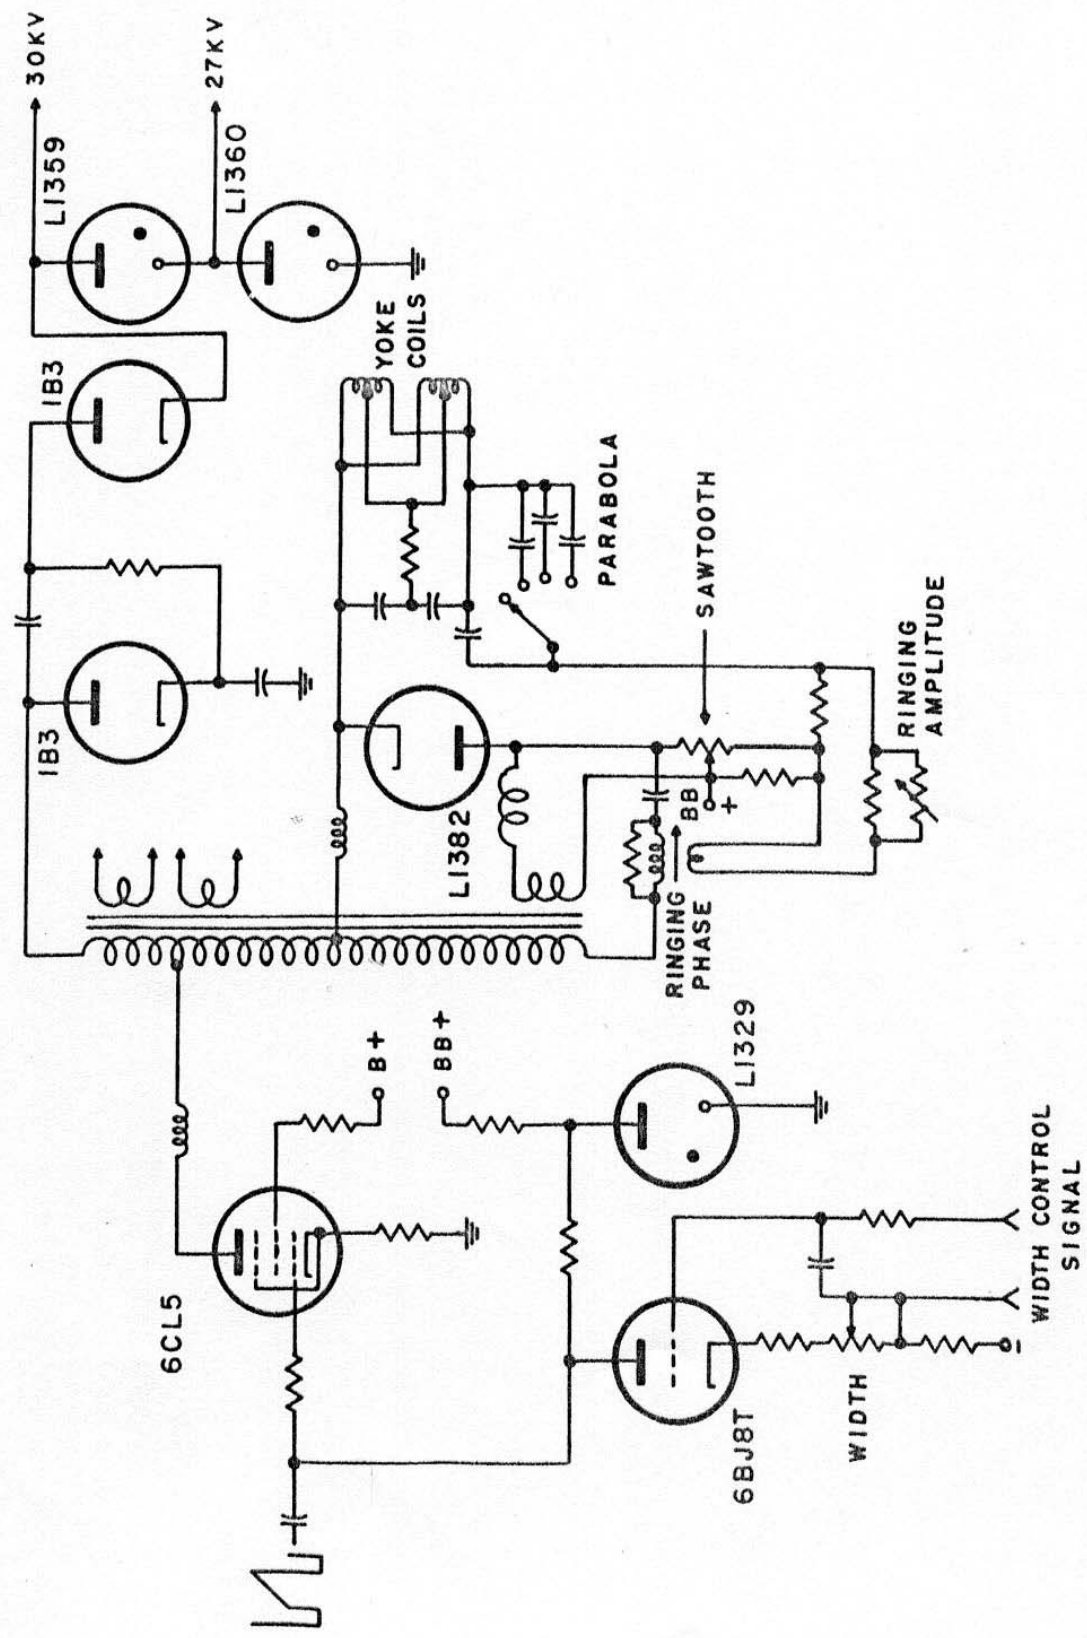 30KV
27KV
L1359
L1360
1B3
1B3
YOKE
COILS
PARABOLA
SAWTOOTH
RINGING
AMPLITUDE
L1382
BB
+
RINGING
PHASE
B+
BB+
6CL5
L1329
6BJ8T
WIDTH
WIDTH CONTROL
SIGNAL
-